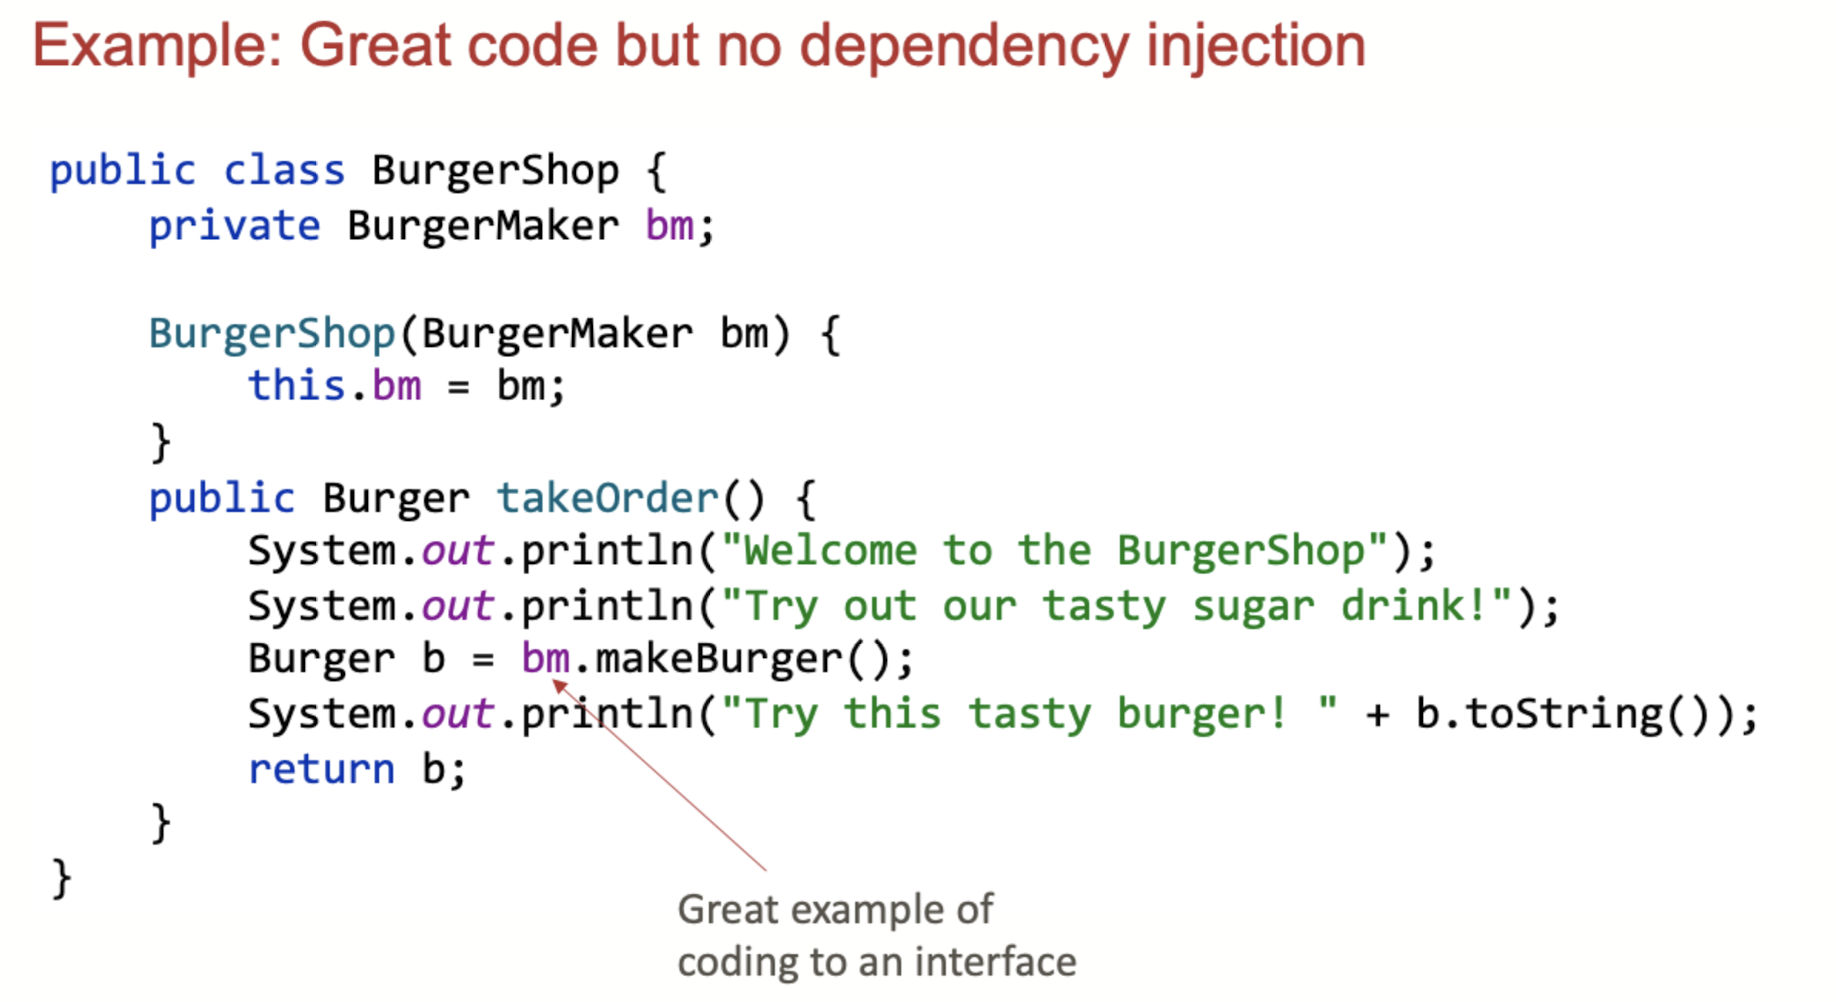 Example: Great code but no dependency injection
public class BurgerShop {
private BurgerMaker bm;
BurgerShop(BurgerMaker bm) {
this.bm = bm;
}
public Burger takeOrder() {
System.out.println("Welcome to the BurgerShop");
System.out.println("Try out our tasty sugar drink!");
Burger b = bm.makeBurger();
System.out.println("Try this tasty burger! " + b.toString());
return b;
}
}
Great example of
coding to an interface